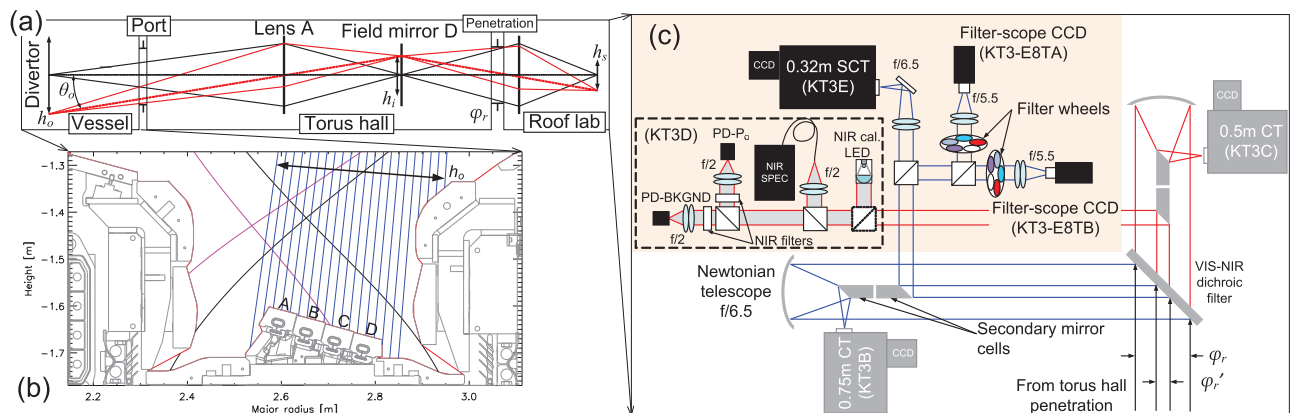 (a)
Port
Lens A
Field mirror D
Penetration
Divertor
θo
ho
hi
φr
hs
Vessel
Torus hall
Roof lab
(b)
ho
A
B
C
D
-1.3
-1.4
-1.5
-1.6
-1.7
Height [m]
2.2
2.4
2.6
2.8
3.0
Major radius [m]
(c)
CCD
0.32m SCT
(KT3E)
f/6.5
Filter-scope CCD
(KT3-E8TA)
f/5.5
Filter wheels
f/5.5
Filter-scope CCD
(KT3-E8TB)
CCD
0.5m CT
(KT3C)
(KT3D)
PD-Pα
f/2
NIR
SPEC
f/2
NIR cal.
LED
PD-BKGND
f/2
NIR filters
Newtonian
telescope
f/6.5
Secondary mirror
cells
VIS-NIR
dichroic
filter
0.75m CT
(KT3B)
CCD
φr
φr'
From torus hall
penetration